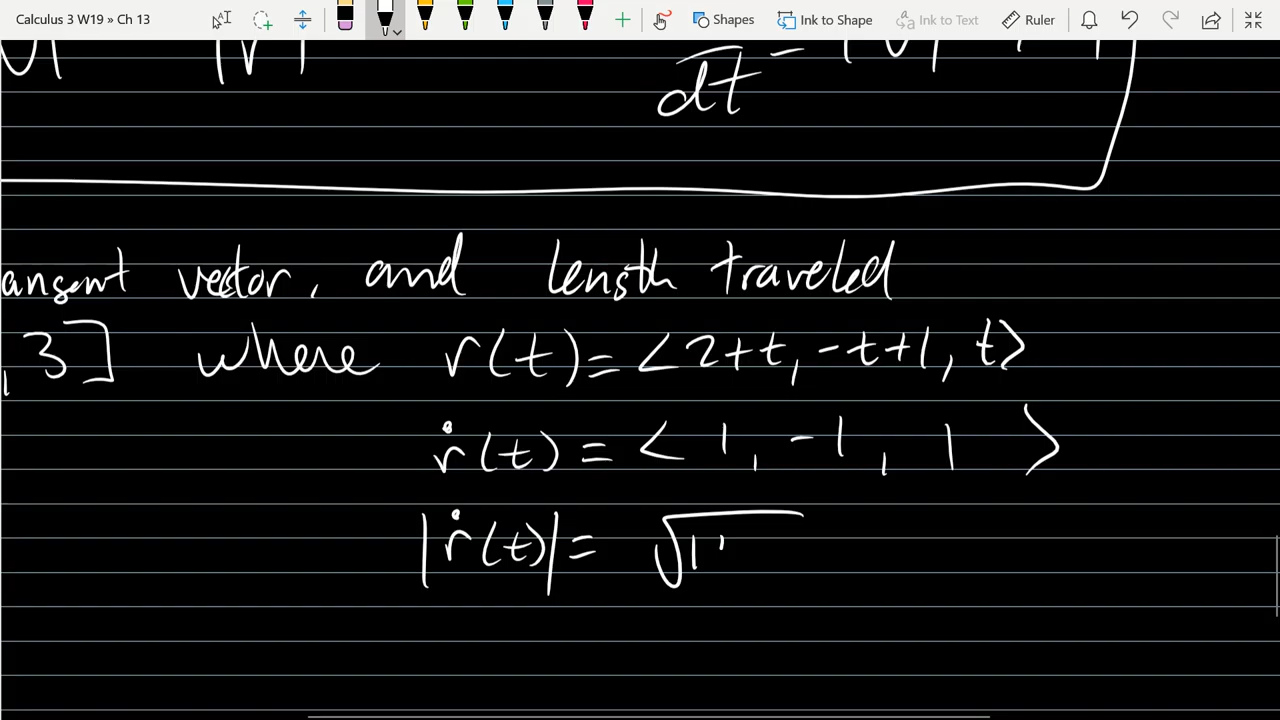 Calculus 3 W19 » Ch 13
Shapes
Ink to Shape
Ink to Text
Ruler
dt =
vector, and length traveled
, 3] where r(t)=<2+t, -t+1, t>
ṙ(t) = < 1, -1, 1 >
|ṙ(t)| = √1